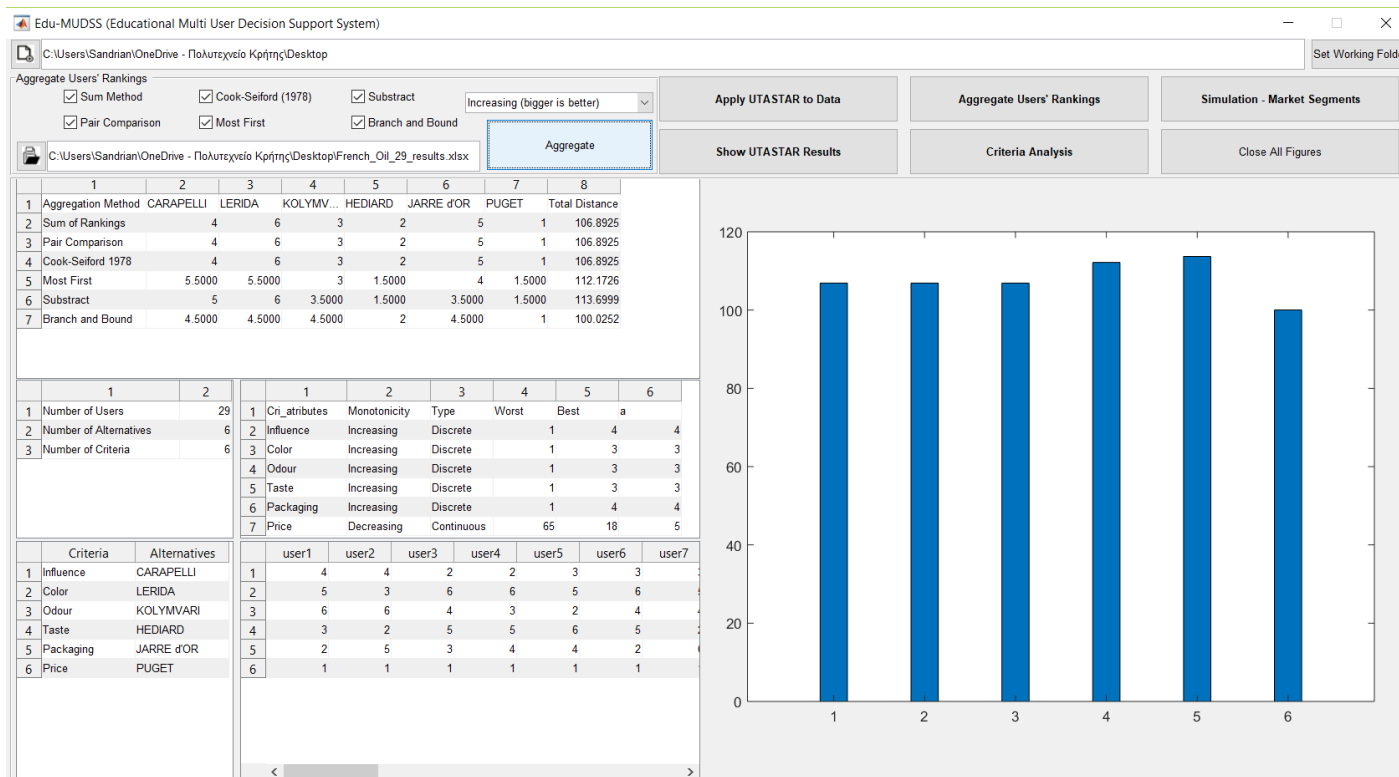 Edu-MUDSS (Educational Multi User Decision Support System)
C:\Users\Sandrian\OneDrive - Πολυτεχνείο Κρήτης\Desktop
Set Working Fold
Aggregate Users' Rankings
Sum Method Cook-Seiford (1978) Substract
Increasing (bigger is better)
Pair Comparison Most First Branch and Bound
Aggregate
C:\Users\Sandrian\OneDrive - Πολυτεχνείο Κρήτης\Desktop\French_Oil_29_results.xlsx
Apply UTASTAR to Data Aggregate Users' Rankings Simulation - Market Segments
Show UTASTAR Results Criteria Analysis Close All Figures
1 2 3 4 5 6 7 8
1 Aggregation Method CARAPELLI LERIDA KOLYMV... HEDIARD JARRE d'OR PUGET Total Distance
2 Sum of Rankings 4 6 3 2 5 1 106.8925
3 Pair Comparison 4 6 3 2 5 1 106.8925
4 Cook-Seiford 1978 4 6 3 2 5 1 106.8925
5 Most First 5.5000 5.5000 3 1.5000 4 1.5000 112.1726
6 Substract 5 6 3.5000 1.5000 3.5000 1.5000 113.6999
7 Branch and Bound 4.5000 4.5000 4.5000 2 4.5000 1 100.0252
1 2
1 Number of Users 29
2 Number of Alternatives 6
3 Number of Criteria 6
1 2 3 4 5 6
1 Cri_atributes Monotonicity Type Worst Best a
2 Influence Increasing Discrete 1 4 4
3 Color Increasing Discrete 1 3 3
4 Odour Increasing Discrete 1 3 3
5 Taste Increasing Discrete 1 3 3
6 Packaging Increasing Discrete 1 4 4
7 Price Decreasing Continuous 65 18 5
Criteria Alternatives
1 Influence CARAPELLI
2 Color LERIDA
3 Odour KOLYMVARI
4 Taste HEDIARD
5 Packaging JARRE d'OR
6 Price PUGET
user1 user2 user3 user4 user5 user6 user7
1 4 4 2 2 3 3
2 5 3 6 6 5 6
3 6 6 4 3 2 4
4 3 2 5 5 6 5
5 2 5 3 4 4 2
6 1 1 1 1 1 1
120
100
80
60
40
20
0
1 2 3 4 5 6